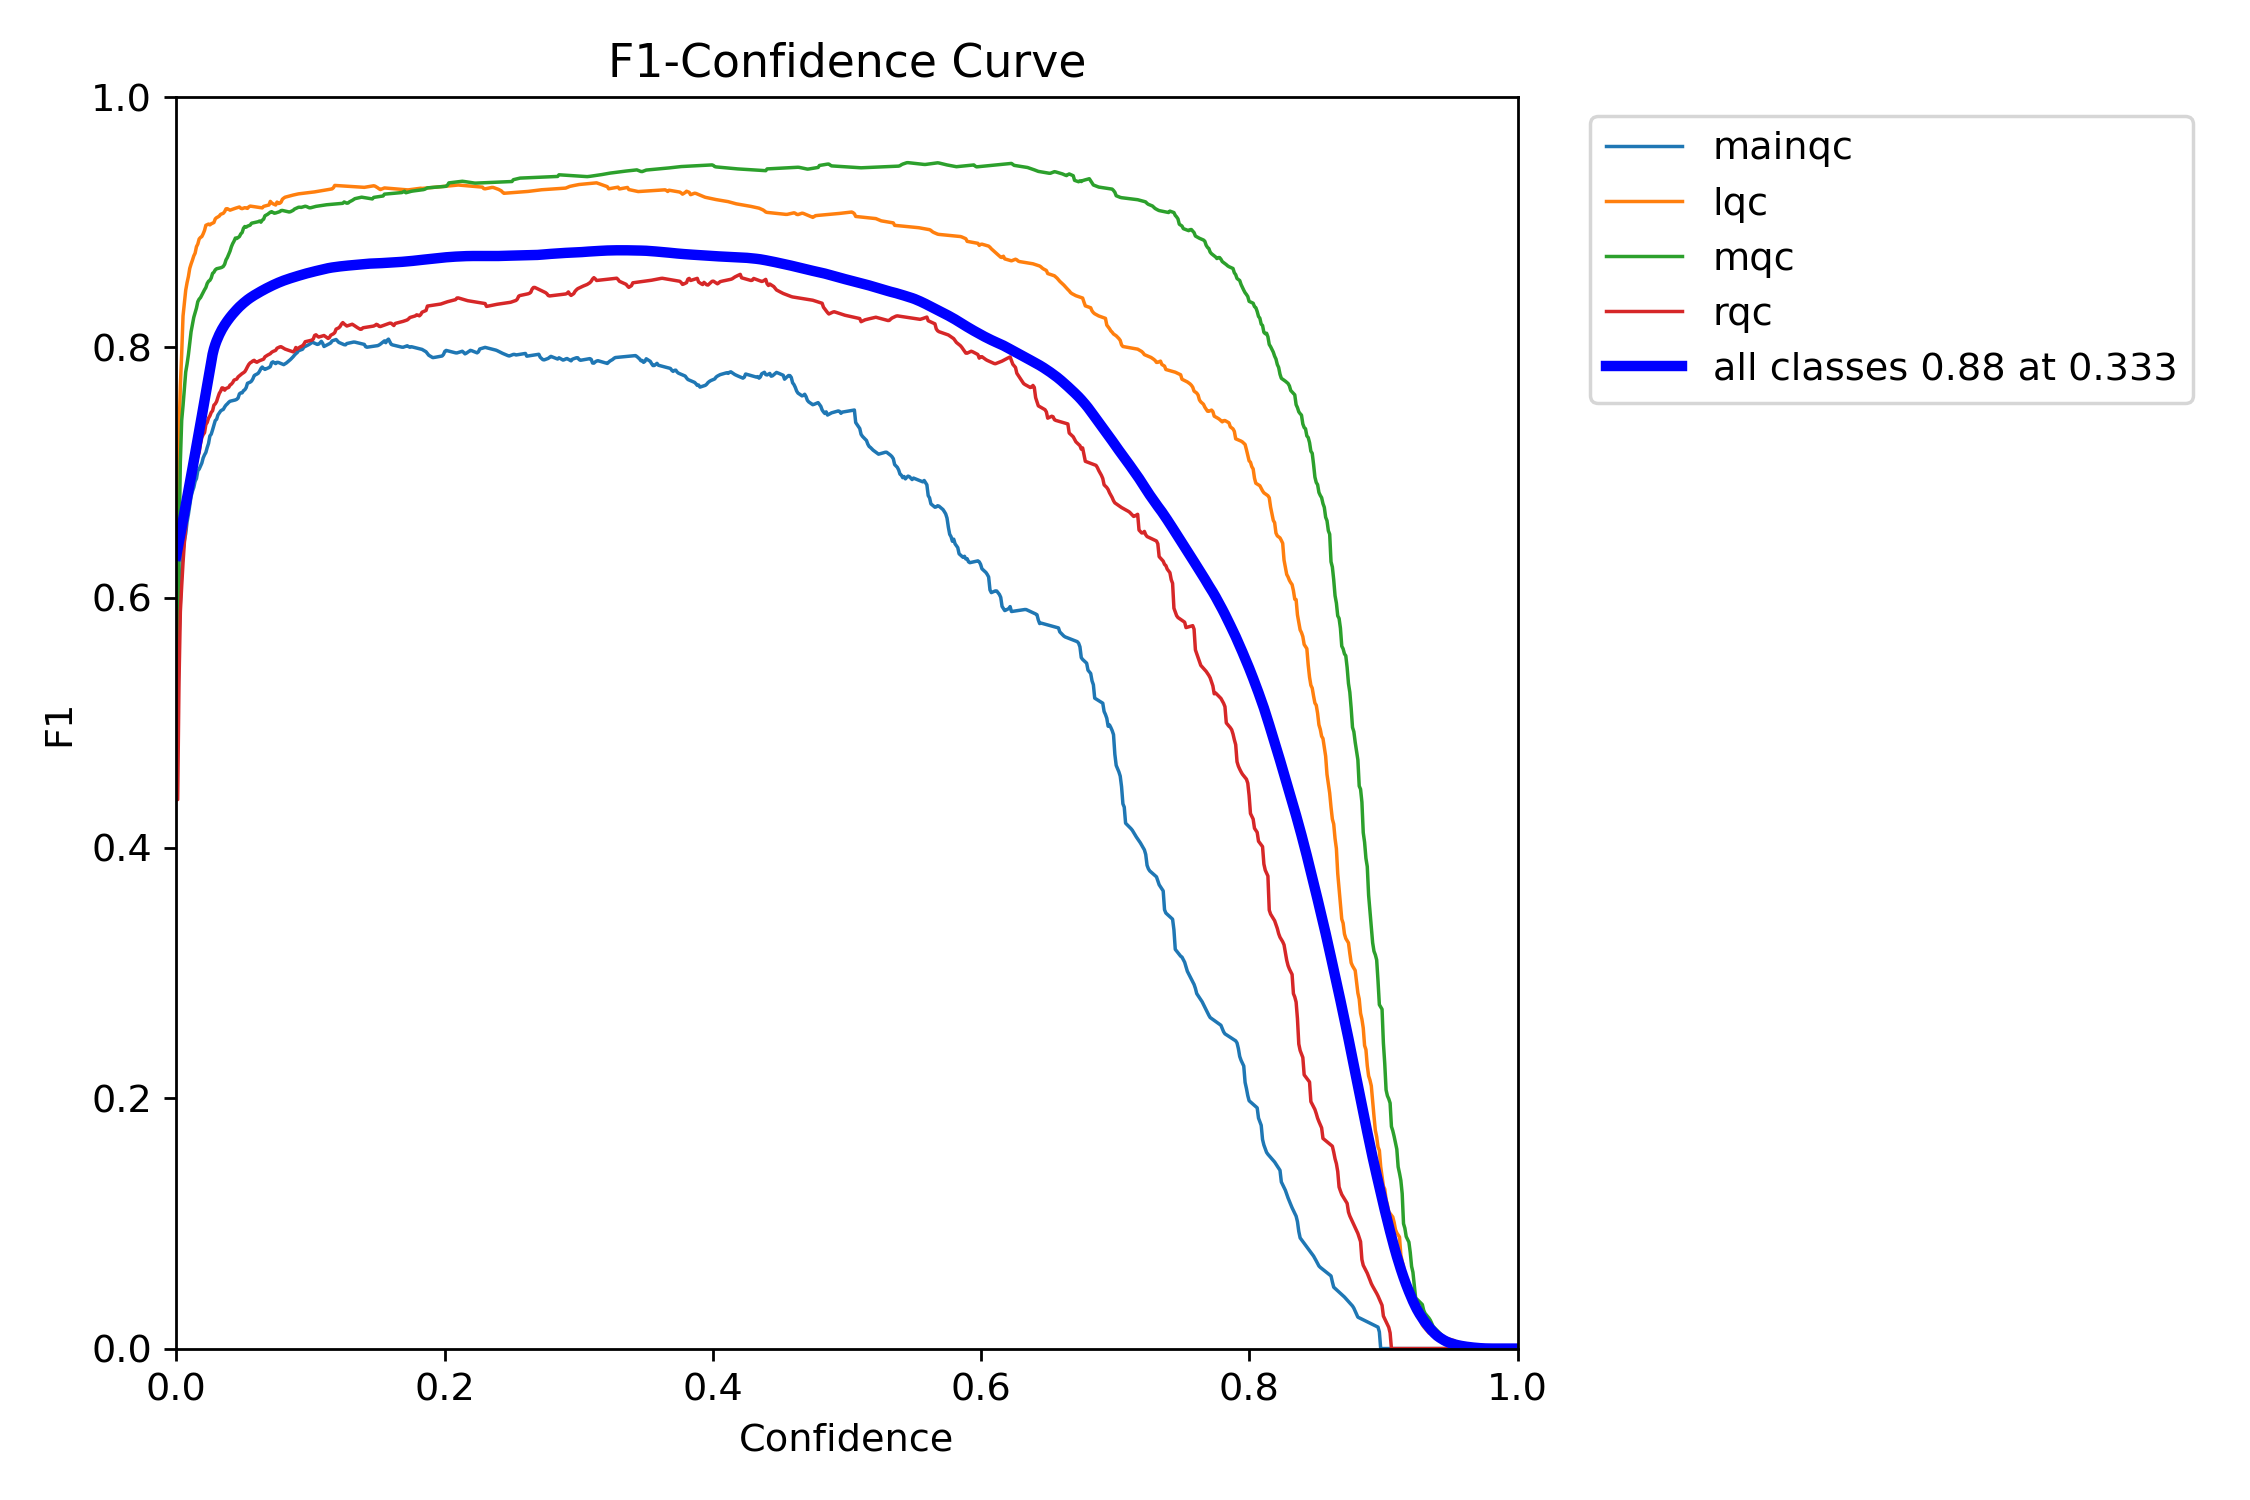 F1-Confidence Curve
1.0
0.8
0.6
0.4
0.2
0.0
F1
0.0 0.2 0.4 0.6 0.8 1.0
Confidence
mainqc
lqc
mqc
rqc
all classes 0.88 at 0.333